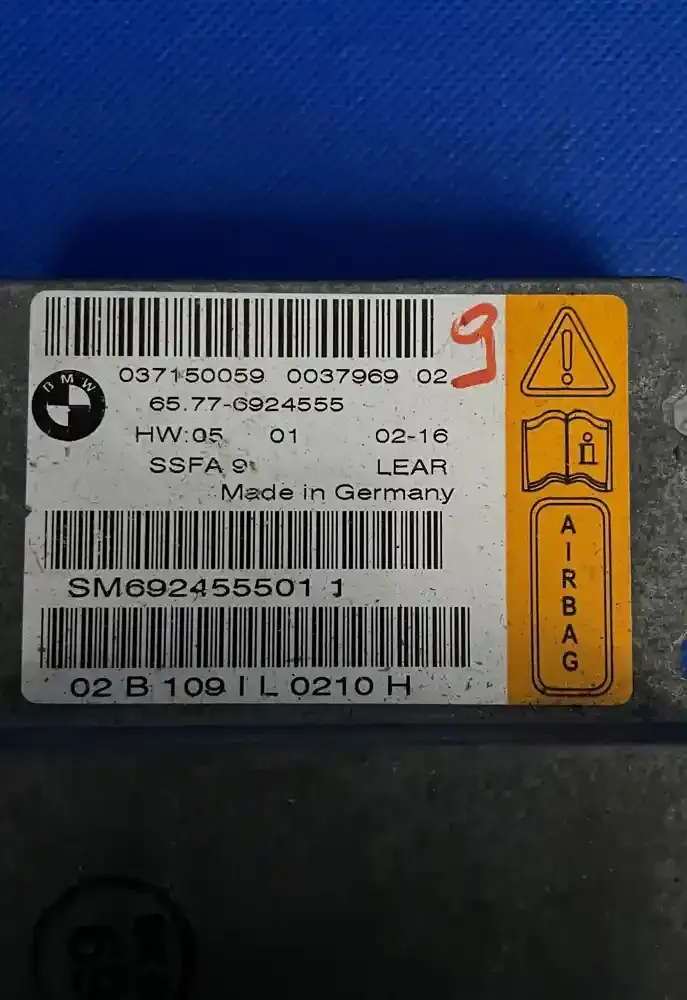 9
037150059 0037969 02
BMW
65.77-6924555
HW:05 01 02-16
SSFA 9 LEAR
Made in Germany
SM692455501 1
02 B 109 I L 0210 H
i
AIRBAG